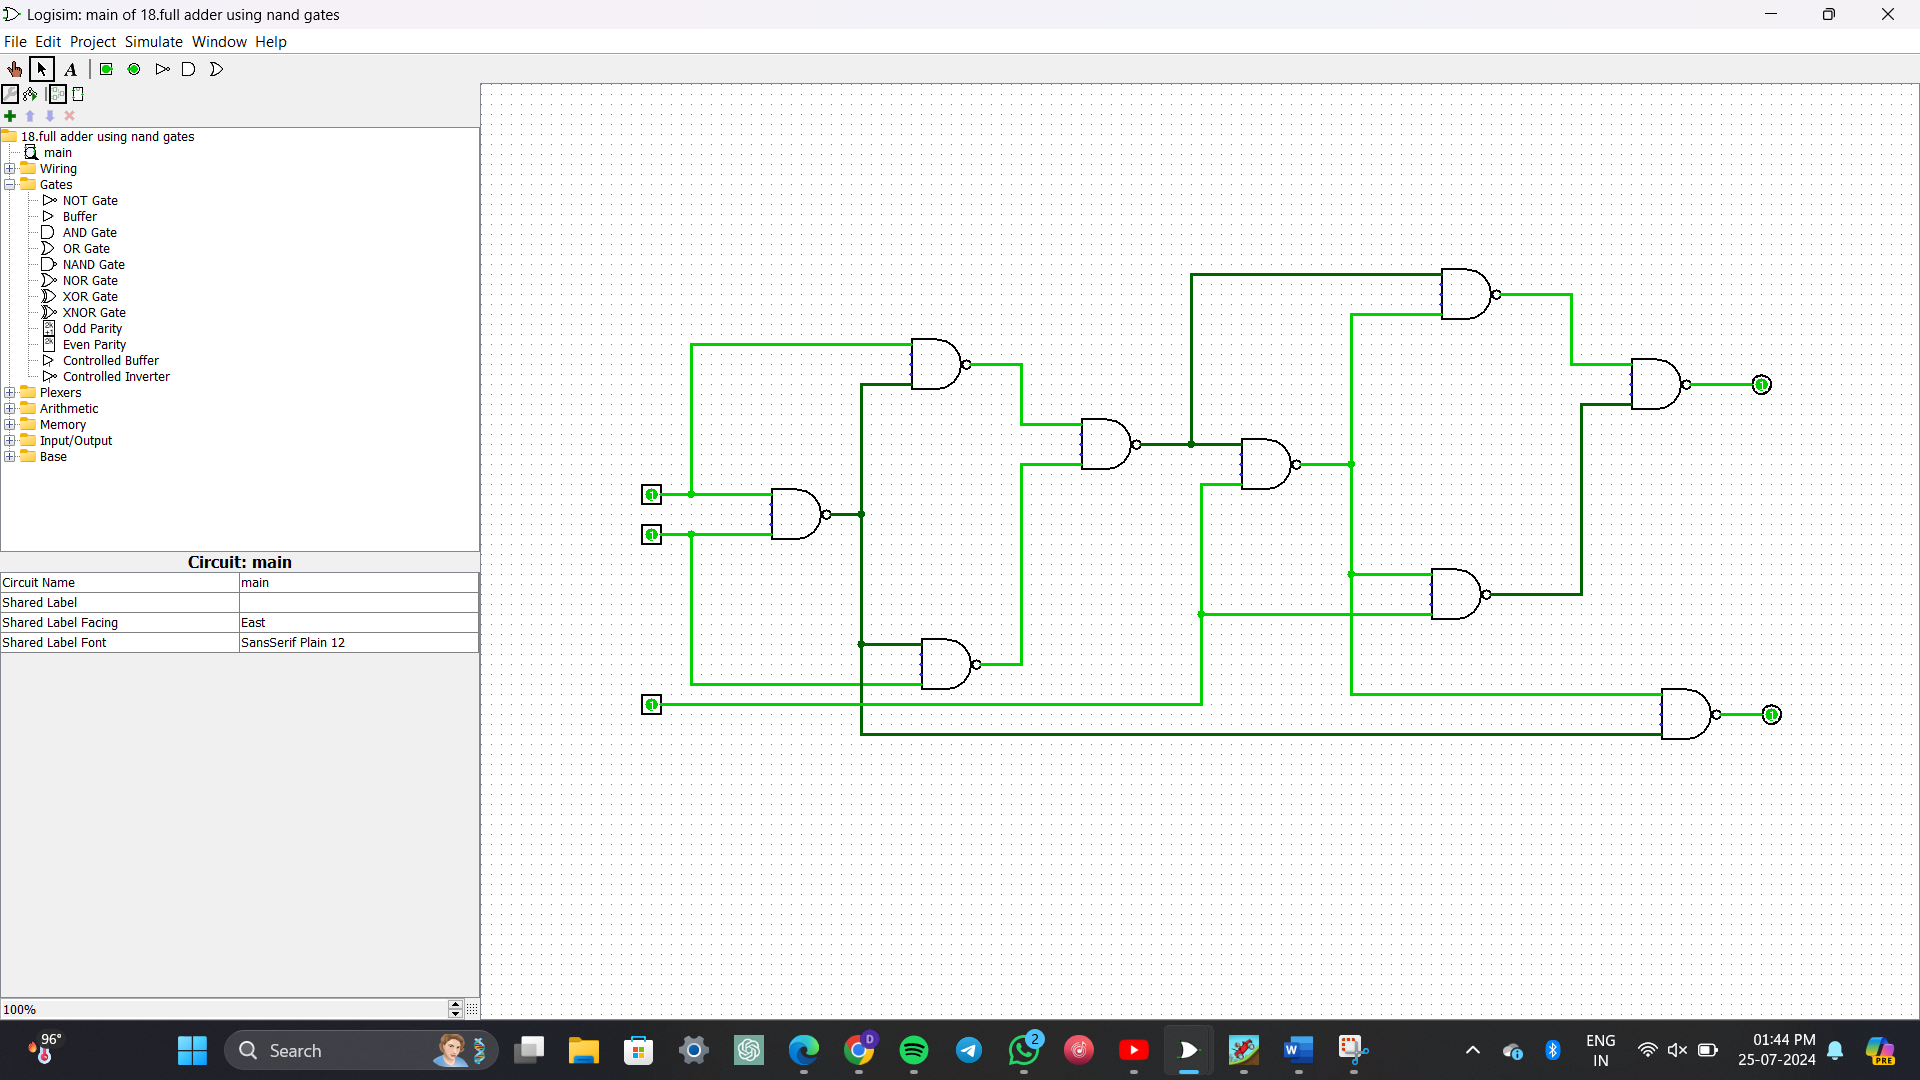 Logisim: main of 18.full adder using nand gates
File Edit Project Simulate Window Help
A
18.full adder using nand gates
main
Wiring
Gates
NOT Gate
Buffer
AND Gate
OR Gate
NAND Gate
NOR Gate
XOR Gate
XNOR Gate
Odd Parity
Even Parity
Controlled Buffer
Controlled Inverter
Plexers
Arithmetic
Memory
Input/Output
Base
Circuit: main
Circuit Name main
Shared Label
Shared Label Facing East
Shared Label Font SansSerif Plain 12
100%
1
1
1
1
1
96°
Search
D
2
W
ENG
IN
01:44 PM
25-07-2024
PRE